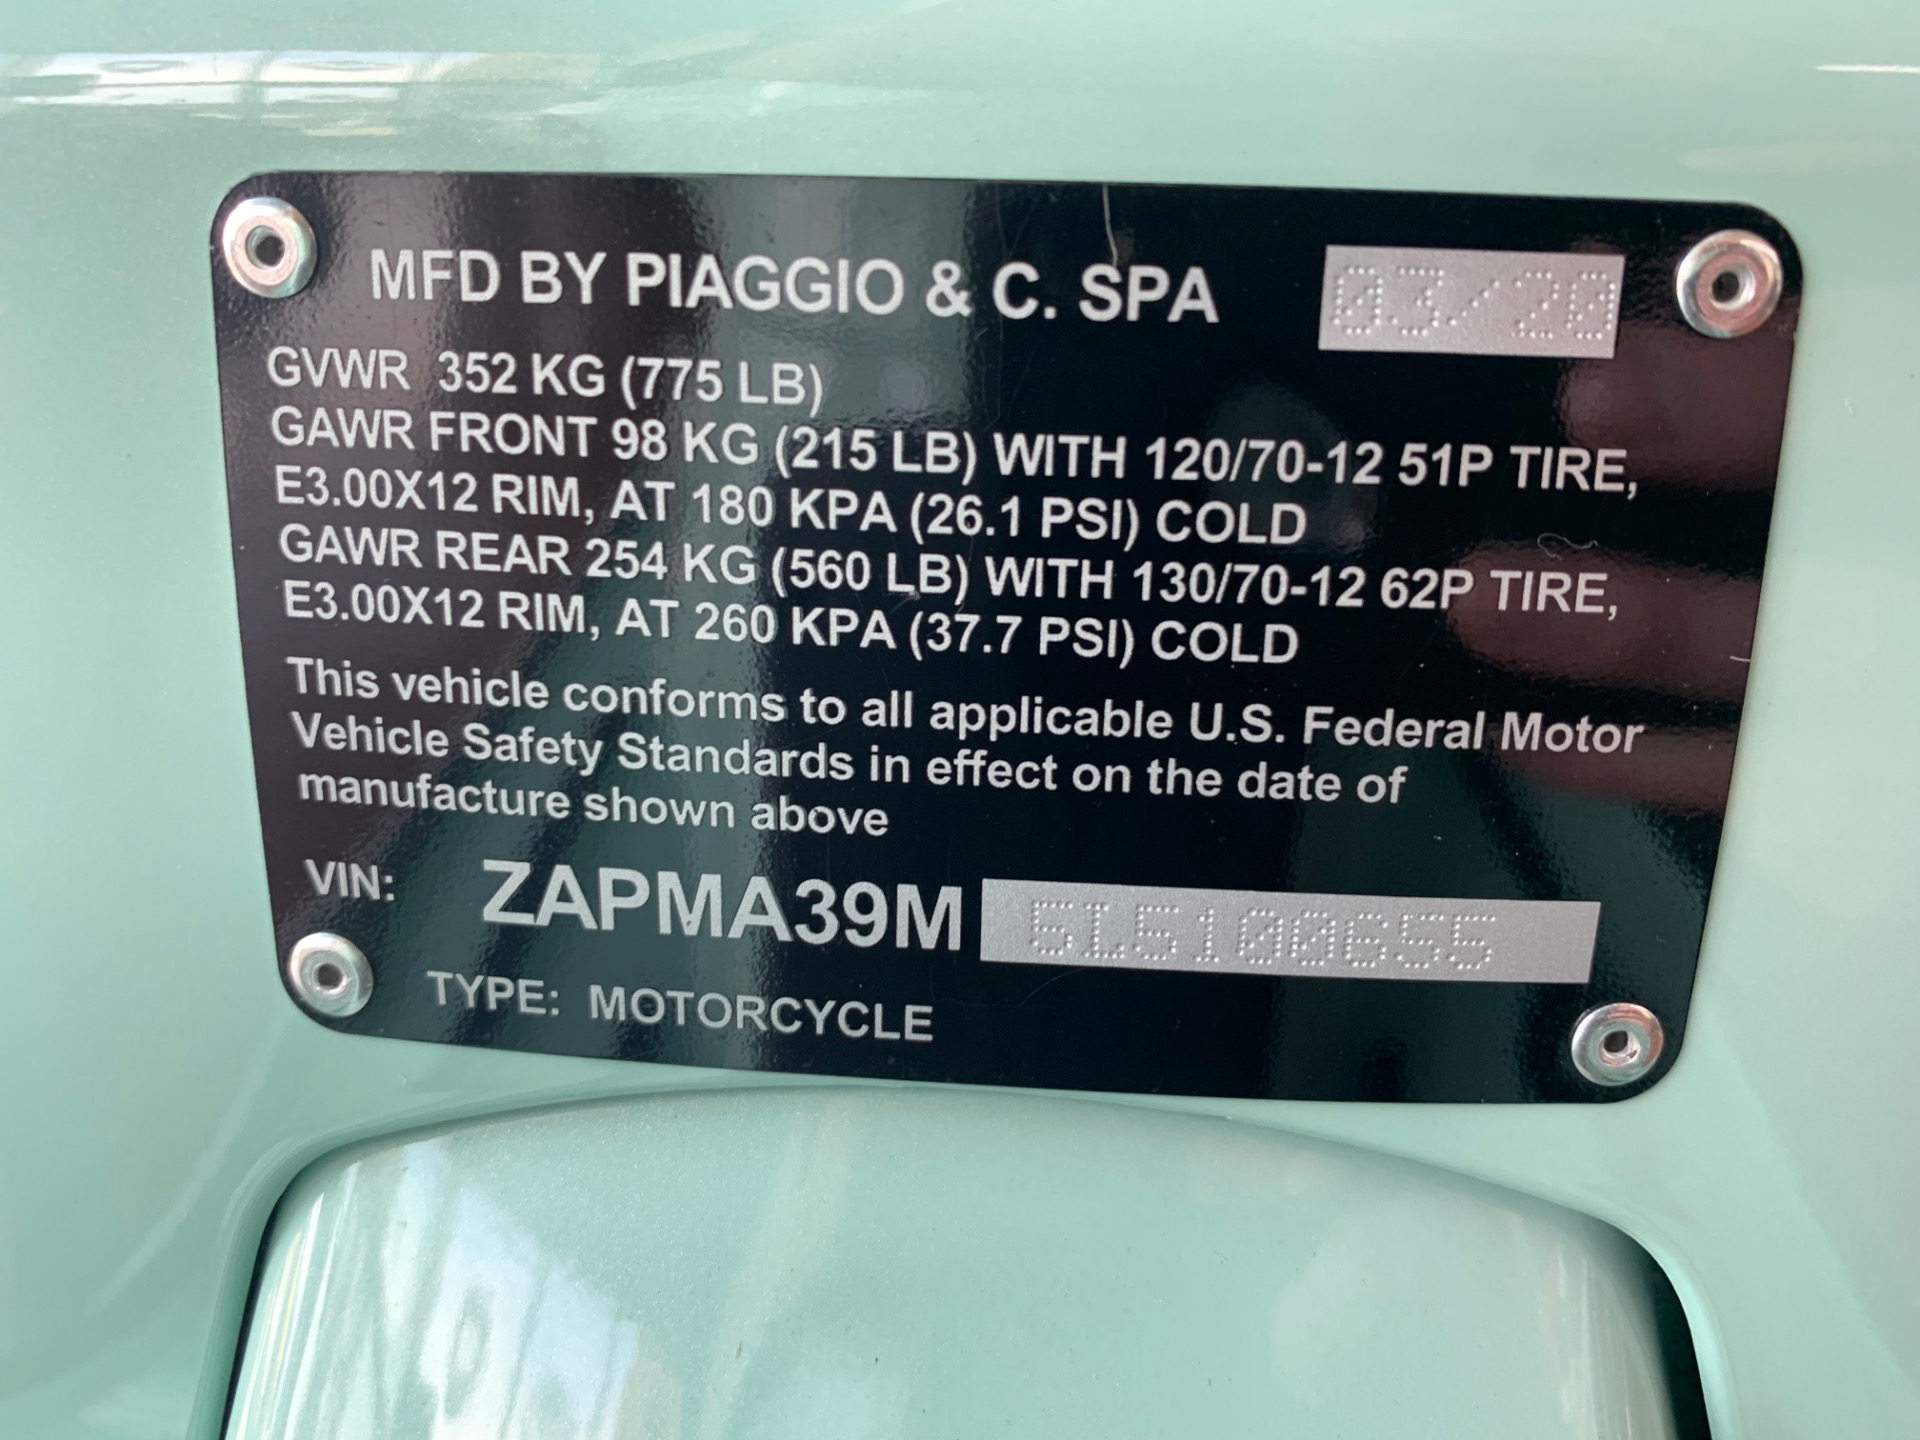 MFD BY PIAGGIO & C. SPA 03/20
GVWR 352 KG (775 LB)
GAWR FRONT 98 KG (215 LB) WITH 120/70-12 51P TIRE,
E3.00X12 RIM, AT 180 KPA (26.1 PSI) COLD
GAWR REAR 254 KG (560 LB) WITH 130/70-12 62P TIRE,
E3.00X12 RIM, AT 260 KPA (37.7 PSI) COLD
This vehicle conforms to all applicable U.S. Federal Motor
Vehicle Safety Standards in effect on the date of
manufacture shown above
VIN: ZAPMA39M5L5100655
TYPE: MOTORCYCLE